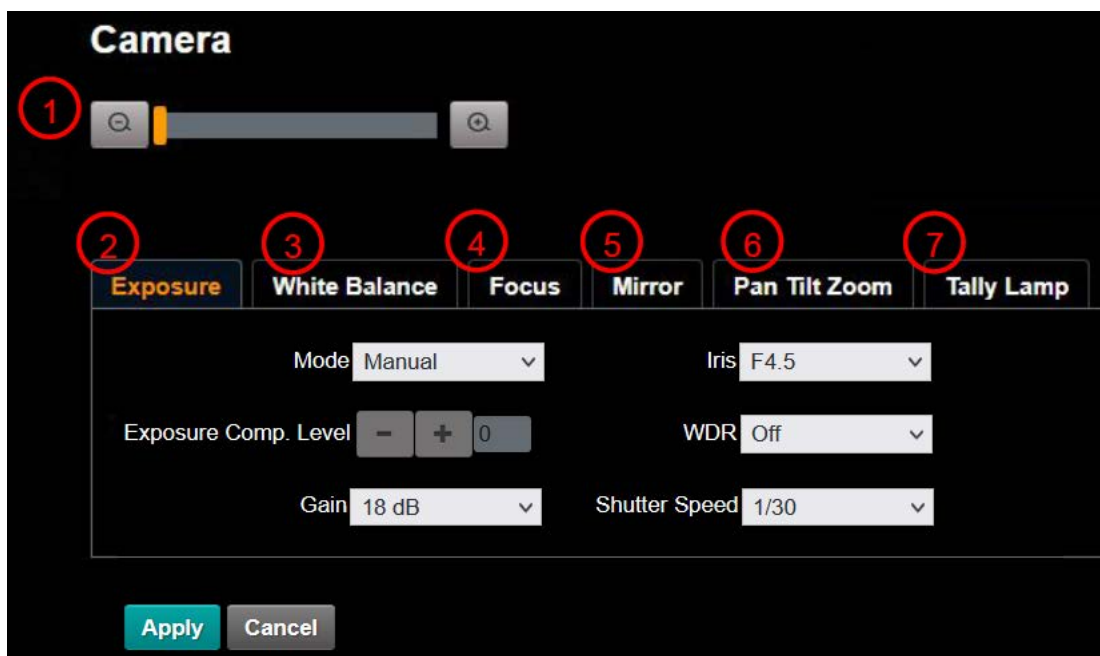 Camera
1
2 3 4 5 6 7
Exposure White Balance Focus Mirror Pan Tilt Zoom Tally Lamp
Mode Manual Iris F4.5
Exposure Comp. Level - + 0 WDR Off
Gain 18 dB Shutter Speed 1/30
Apply Cancel